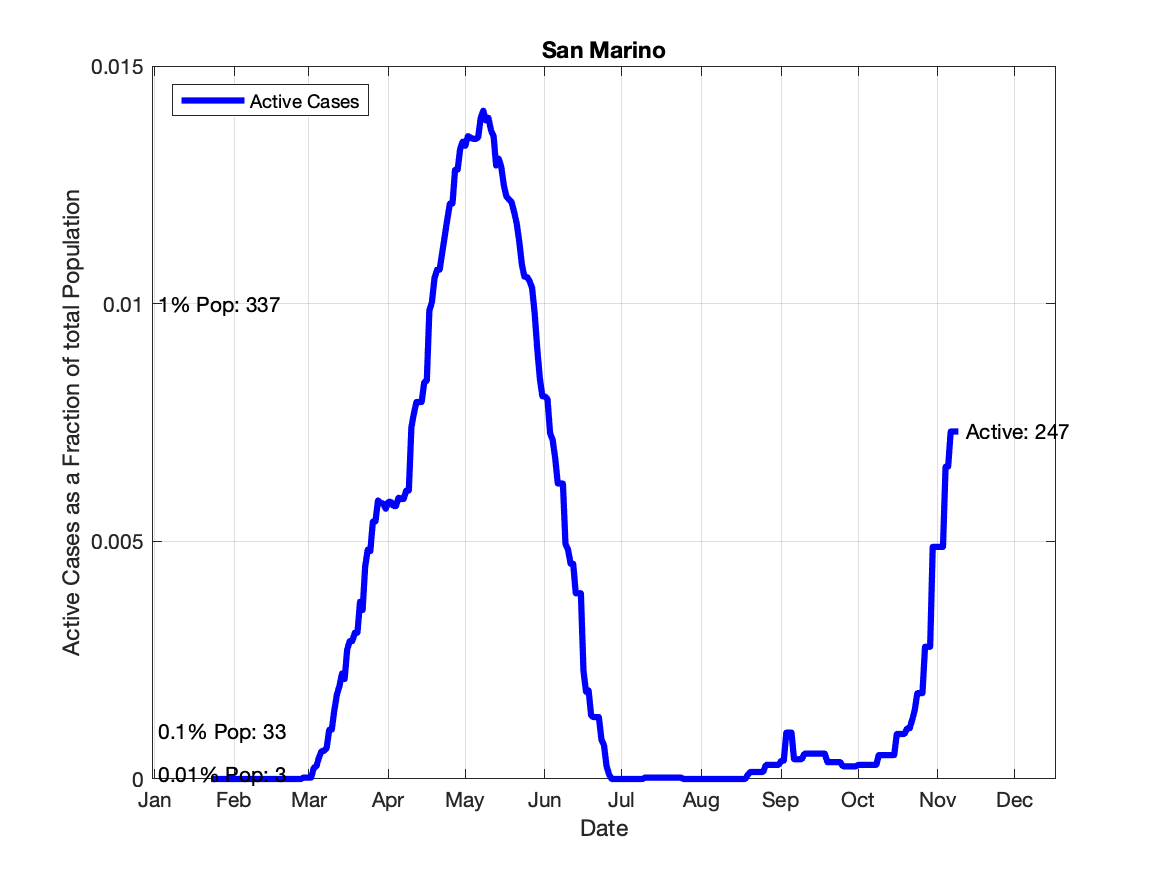 San Marino
0.015
Active Cases
0.01
1% Pop: 337
Active: 247
0.005
0.1% Pop: 33
0
0.01% Pop: 3
Jan Feb Mar Apr May Jun Jul Aug Sep Oct Nov Dec
Date
Active Cases as a Fraction of total Population